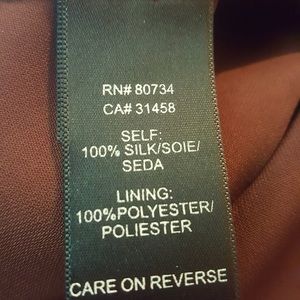 RN# 80734
CA# 31458
SELF:
100% SILK/SOIE/
SEDA
LINING:
100%POLYESTER/
POLIESTER
CARE ON REVERSE